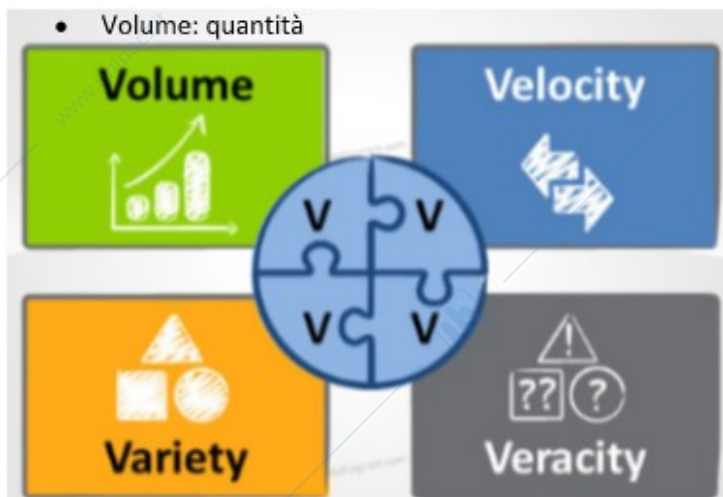 • Volume: quantità
Volume
Velocity
V V
V V
?? ?
Variety
Veracity